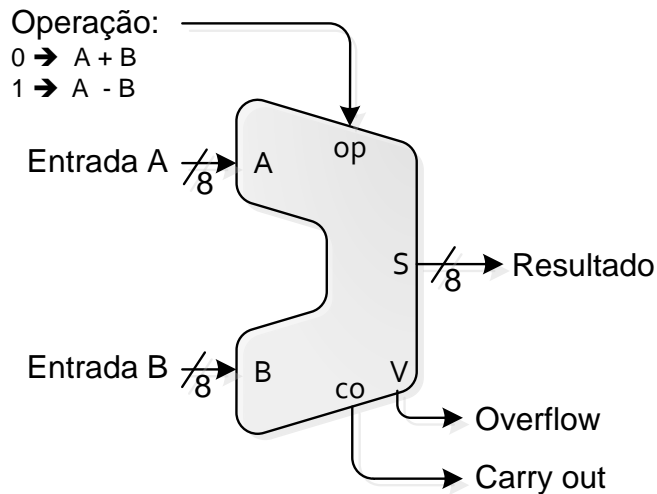 Operação:
0 ➔ A + B
1 ➔ A - B
op
Entrada A
8
A
S
8
Resultado
Entrada B
8
B
V
co
Overflow
Carry out